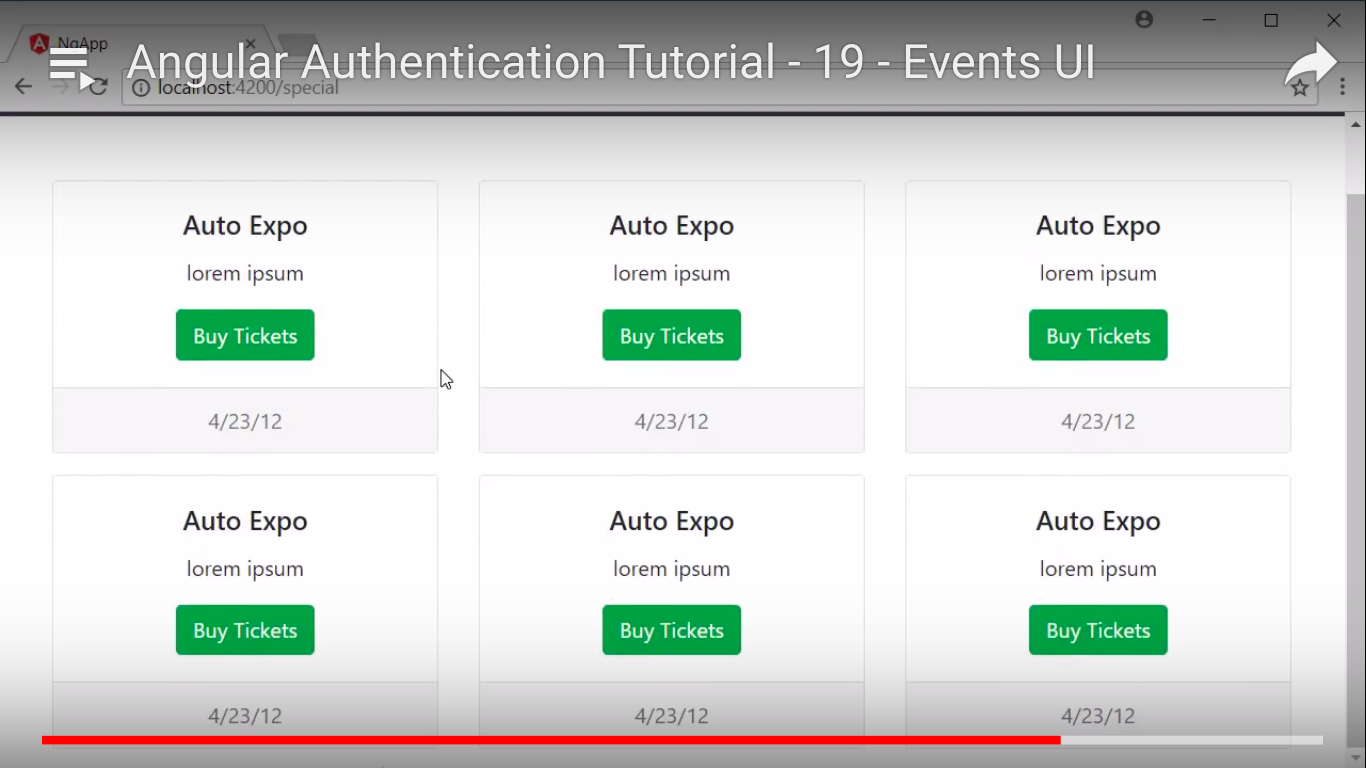 NgApp
Angular Authentication Tutorial - 19 - Events UI
localhost:4200/special
Auto Expo Auto Expo Auto Expo
lorem ipsum lorem ipsum lorem ipsum
Buy Tickets Buy Tickets Buy Tickets
4/23/12 4/23/12 4/23/12
Auto Expo Auto Expo Auto Expo
lorem ipsum lorem ipsum lorem ipsum
Buy Tickets Buy Tickets Buy Tickets
4/23/12 4/23/12 4/23/12